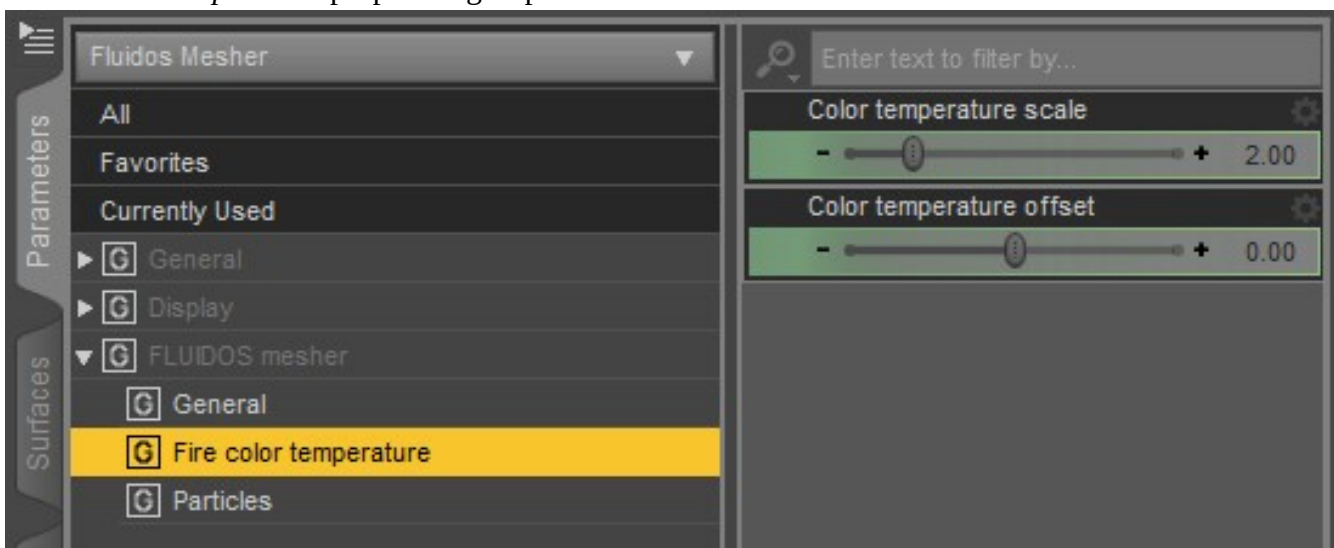 Parameters
Surfaces
Fluidos Mesher
All
Favorites
Currently Used
G General
G Display
G FLUIDOS mesher
G General
G Fire color temperature
G Particles
Enter text to filter by...
Color temperature scale
- + 2.00
Color temperature offset
- + 0.00